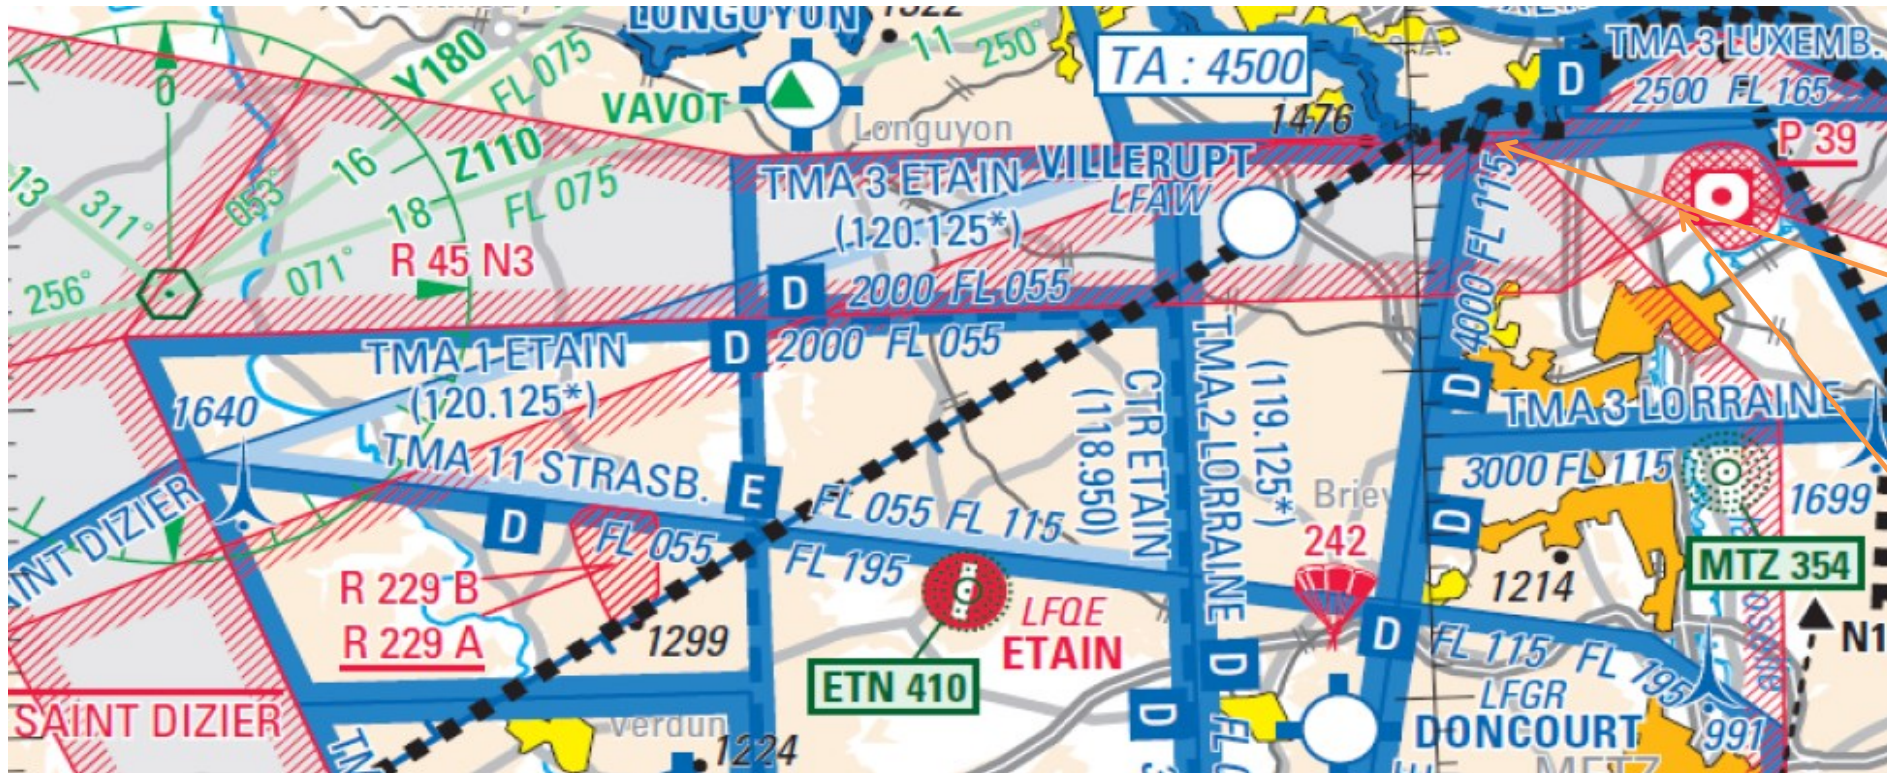 LONGUYON
1322
11
250°
TA : 4500
L.-A.
D
TMA 3 LUXEMB.
2500 FL 165
Y180
FL 075
0
VAVOT
Longuyon
1476
P 39
16
Z110
FL 075
13
311°
053°
18
TMA 3 ETAIN
(120.125*)
VILLERUPT
LFAW
4000 FL 115
256°
071°
R 45 N3
D
2000 FL 055
D
2000 FL 055
TMA 1 ETAIN
(120.125*)
1640
TMA 11 STRASB.
CTR ETAIN
(118.950)
TMA 2 LORRAINE
(119.125*)
D
TMA 3 LORRAINE
3000 FL 115
1699
SAINT DIZIER
D
E
FL 055
FL 055 FL 115
FL 195
Briey
242
D
MTZ 354
1214
R 229 B
R 229 A
1299
LFQE
ETAIN
D
FL 115
FL 195
N1
ETN 410
D
D
LFGR
DONCOURT
991
SAINT DIZIER
Verdun
1224
TM
FL
METZ